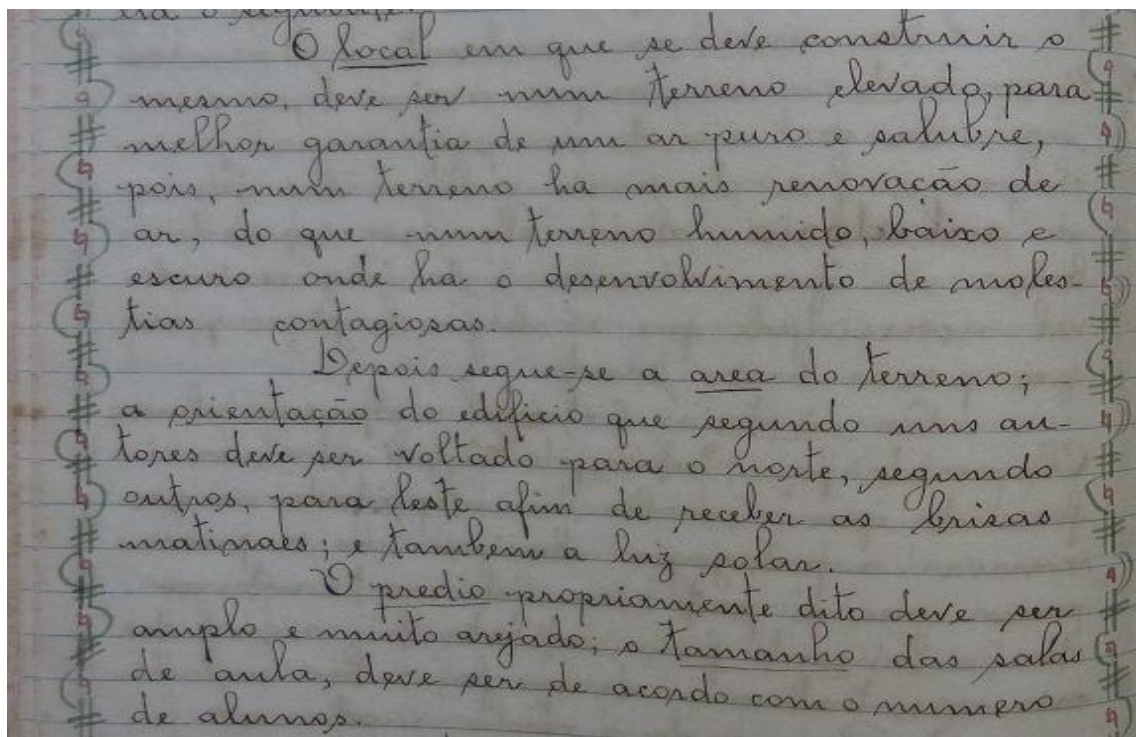 O local em que se deve construir o
mesmo, deve ser num terreno elevado, para
melhor garantia de um ar puro e salubre,
pois, num terreno ha mais renovacão de
ar, do que num terreno humido, baixo e
escuro onde ha o desenvolvimento de moles-
tias contagiosas.
Depois segue-se a area do terreno;
a orientação do edificio que segundo uns au-
tores deve ser voltado para o norte, segundo
outros, para leste afim de receber as brisas
matinaes; e tambem a luz solar.
O predio propriamente dito deve ser
amplo e muito arejado; o tamanho das salas
de aula, deve ser de acordo com o numero
de alunos.